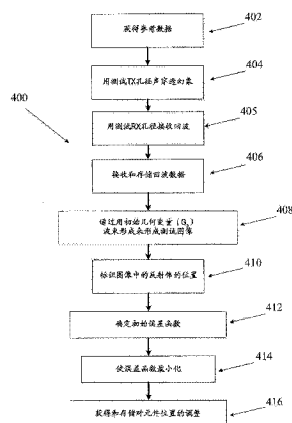 获得参考数据
402
用测试TX孔径声穿透幻象
404
400
用测试RX孔径接收回波
405
接收和存储回波数据
406
通过用初始几何变量（G₀）
波束形成来形成测试图像
408
标识图像中的反射体的位置
410
确定初始误差函数
412
使误差函数最小化
414
获得和存储对元件位置的调整
416